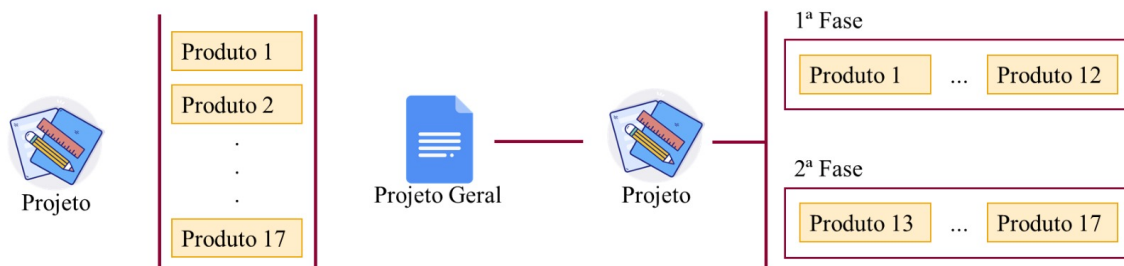 Projeto
Produto 1
Produto 2
.
.
.
Produto 17
Projeto Geral
Projeto
1ª Fase
Produto 1 ... Produto 12
2ª Fase
Produto 13 ... Produto 17